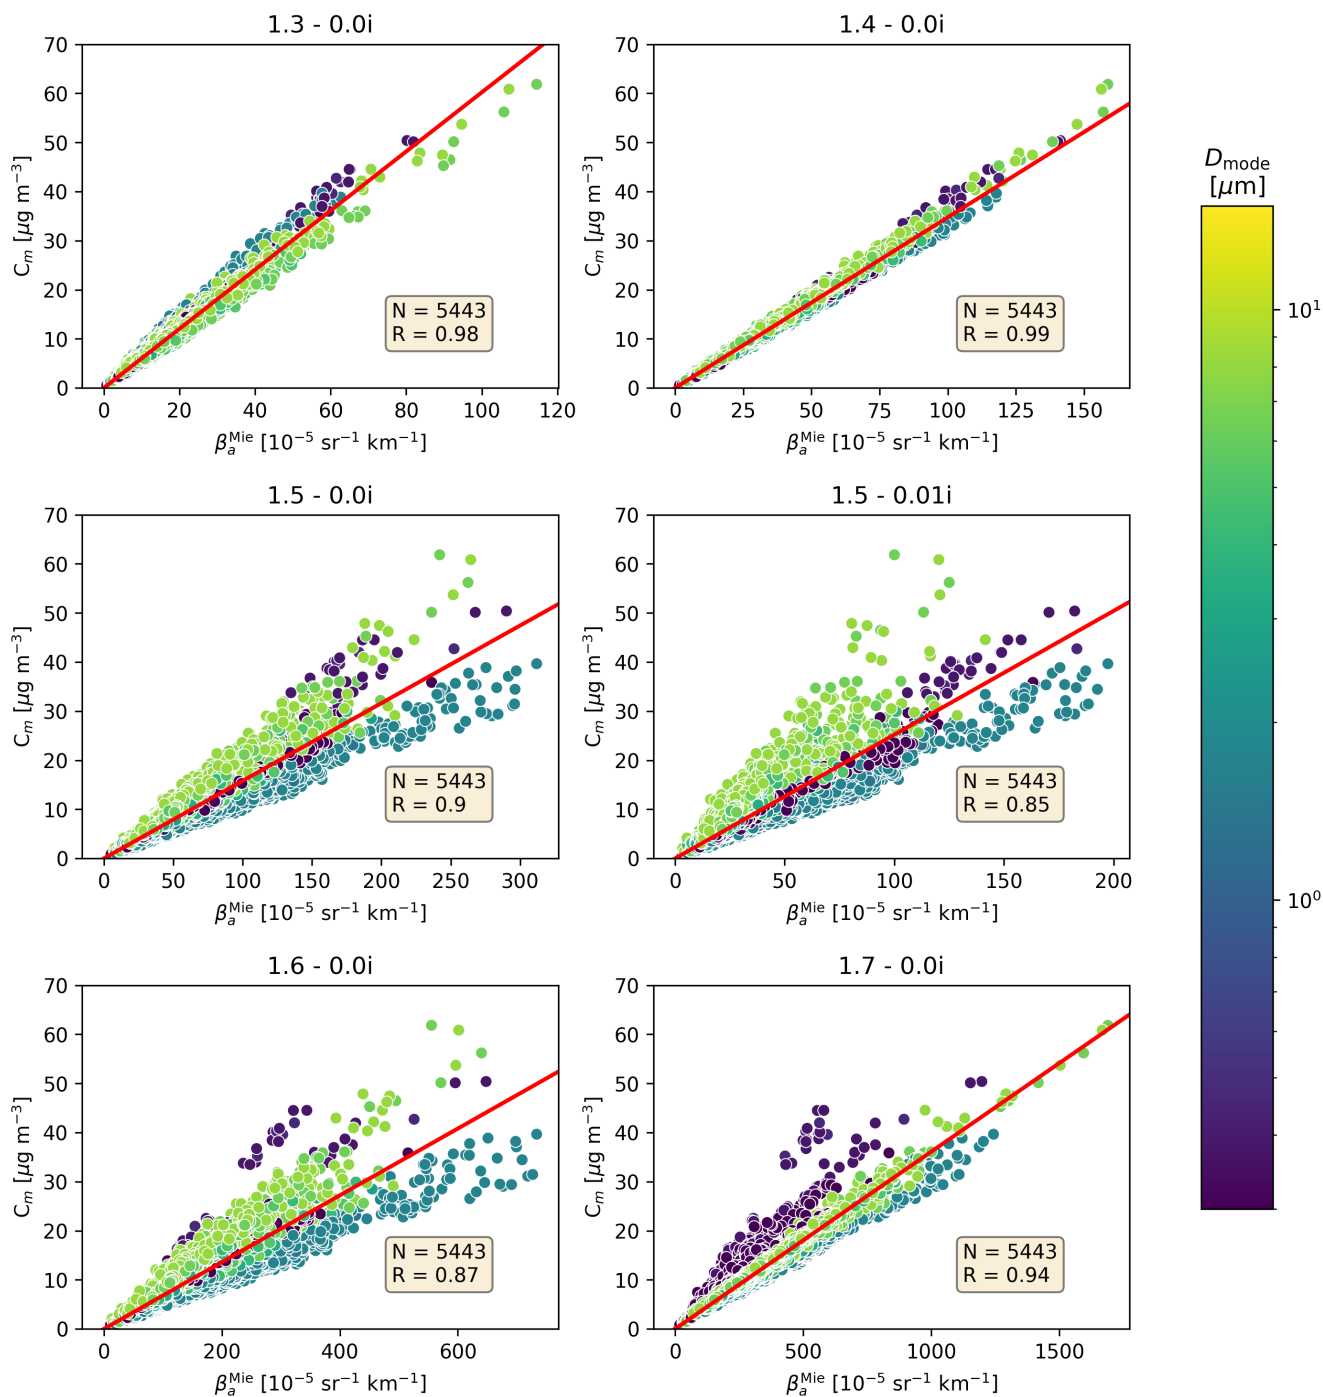 1.3 - 0.0i
C_m [μg m⁻³]
70
60
50
40
30
20
10
0
N = 5443
R = 0.98
0 20 40 60 80 100 120
β_a^Mie [10⁻⁵ sr⁻¹ km⁻¹]
1.4 - 0.0i
C_m [μg m⁻³]
70
60
50
40
30
20
10
0
N = 5443
R = 0.99
0 25 50 75 100 125 150
β_a^Mie [10⁻⁵ sr⁻¹ km⁻¹]
1.5 - 0.0i
C_m [μg m⁻³]
70
60
50
40
30
20
10
0
N = 5443
R = 0.9
0 50 100 150 200 250 300
β_a^Mie [10⁻⁵ sr⁻¹ km⁻¹]
1.5 - 0.01i
C_m [μg m⁻³]
70
60
50
40
30
20
10
0
N = 5443
R = 0.85
0 50 100 150 200
β_a^Mie [10⁻⁵ sr⁻¹ km⁻¹]
1.6 - 0.0i
C_m [μg m⁻³]
70
60
50
40
30
20
10
0
N = 5443
R = 0.87
0 200 400 600
β_a^Mie [10⁻⁵ sr⁻¹ km⁻¹]
1.7 - 0.0i
C_m [μg m⁻³]
70
60
50
40
30
20
10
0
N = 5443
R = 0.94
0 500 1000 1500
β_a^Mie [10⁻⁵ sr⁻¹ km⁻¹]
D_mode
[μm]
10¹
10⁰